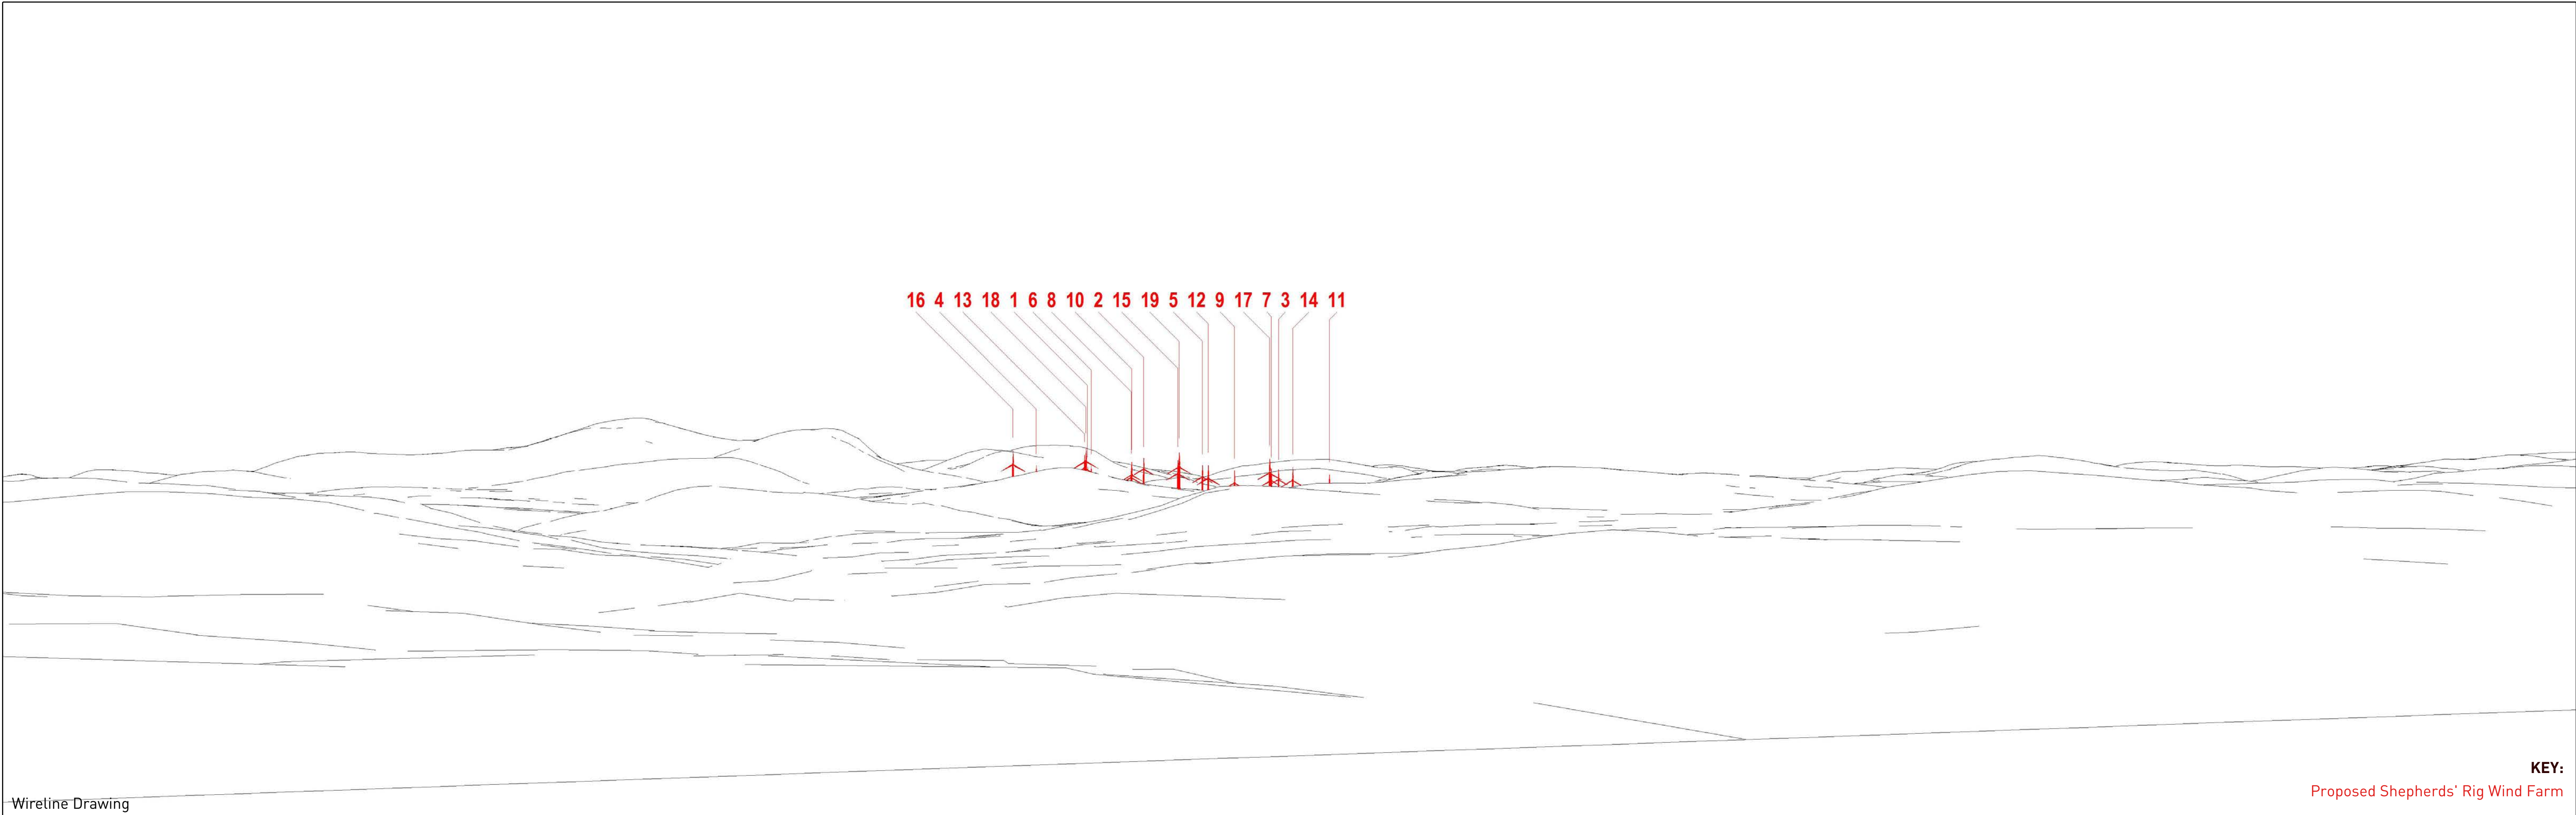 16 4 13 18 1 6 8 10 2 15 19 5 12 9 17 7 3 14 11
KEY:
Proposed Shepherds' Rig Wind Farm
Wireline Drawing